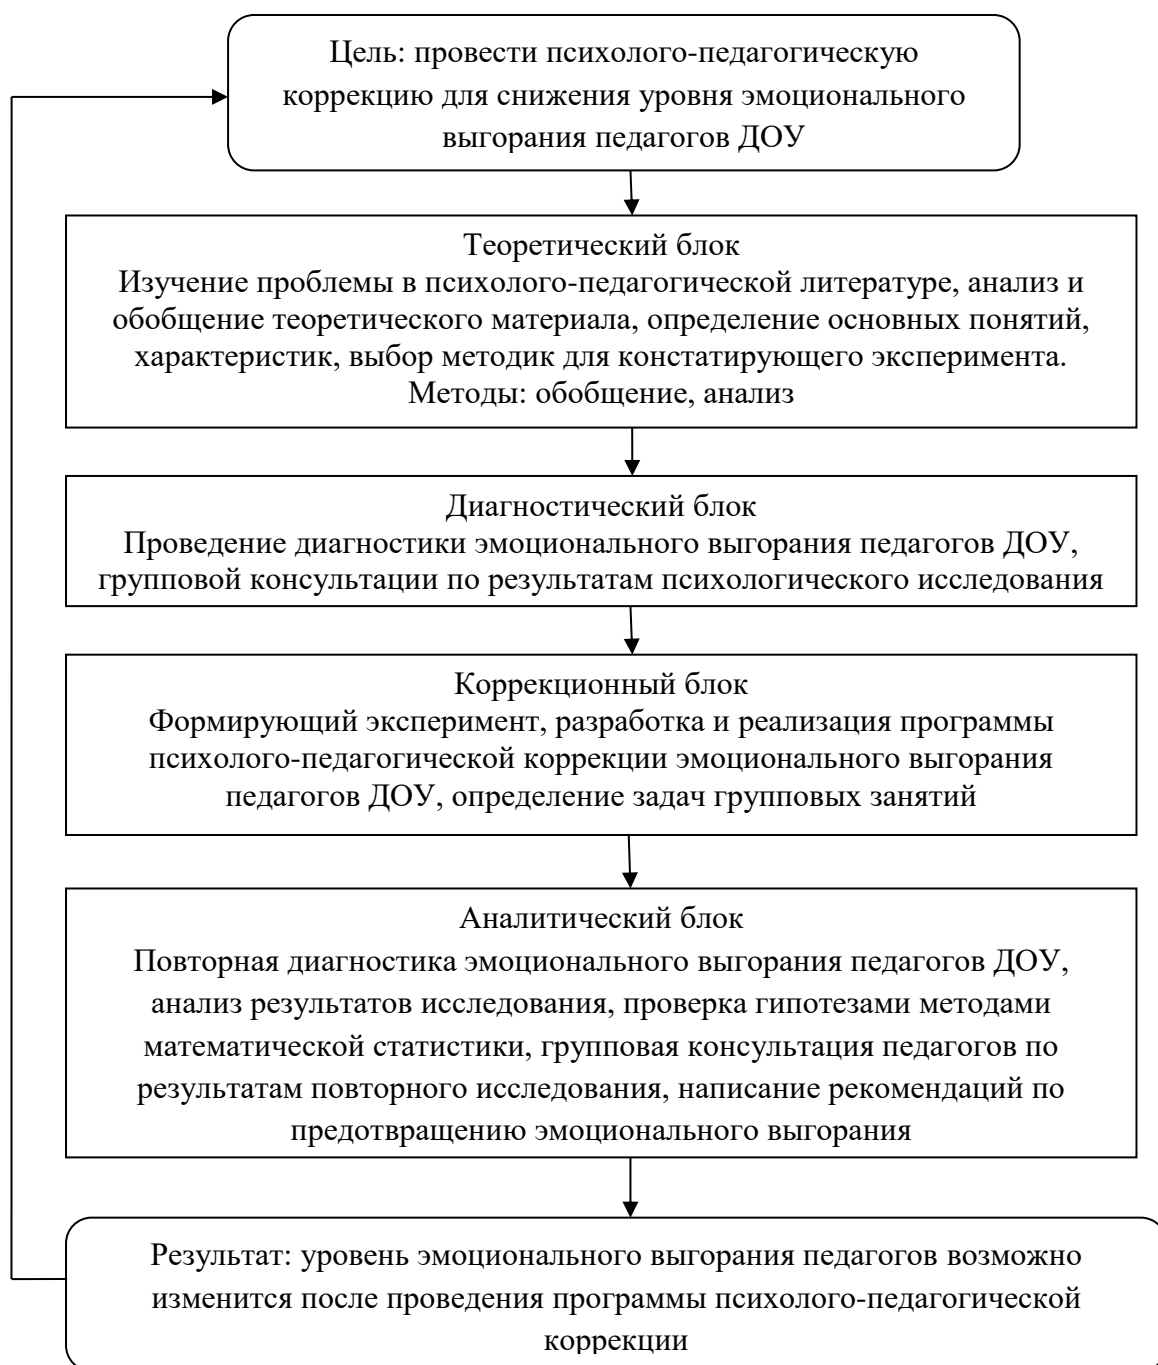 Цель: провести психолого-педагогическую
коррекцию для снижения уровня эмоционального
выгорания педагогов ДОУ
Теоретический блок
Изучение проблемы в психолого-педагогической литературе, анализ и
обобщение теоретического материала, определение основных понятий,
характеристик, выбор методик для констатирующего эксперимента.
Методы: обобщение, анализ
Диагностический блок
Проведение диагностики эмоционального выгорания педагогов ДОУ,
групповой консультации по результатам психологического исследования
Коррекционный блок
Формирующий эксперимент, разработка и реализация программы
психолого-педагогической коррекции эмоционального выгорания
педагогов ДОУ, определение задач групповых занятий
Аналитический блок
Повторная диагностика эмоционального выгорания педагогов ДОУ,
анализ результатов исследования, проверка гипотезами методами
математической статистики, групповая консультация педагогов по
результатам повторного исследования, написание рекомендаций по
предотвращению эмоционального выгорания
Результат: уровень эмоционального выгорания педагогов возможно
изменится после проведения программы психолого-педагогической
коррекции